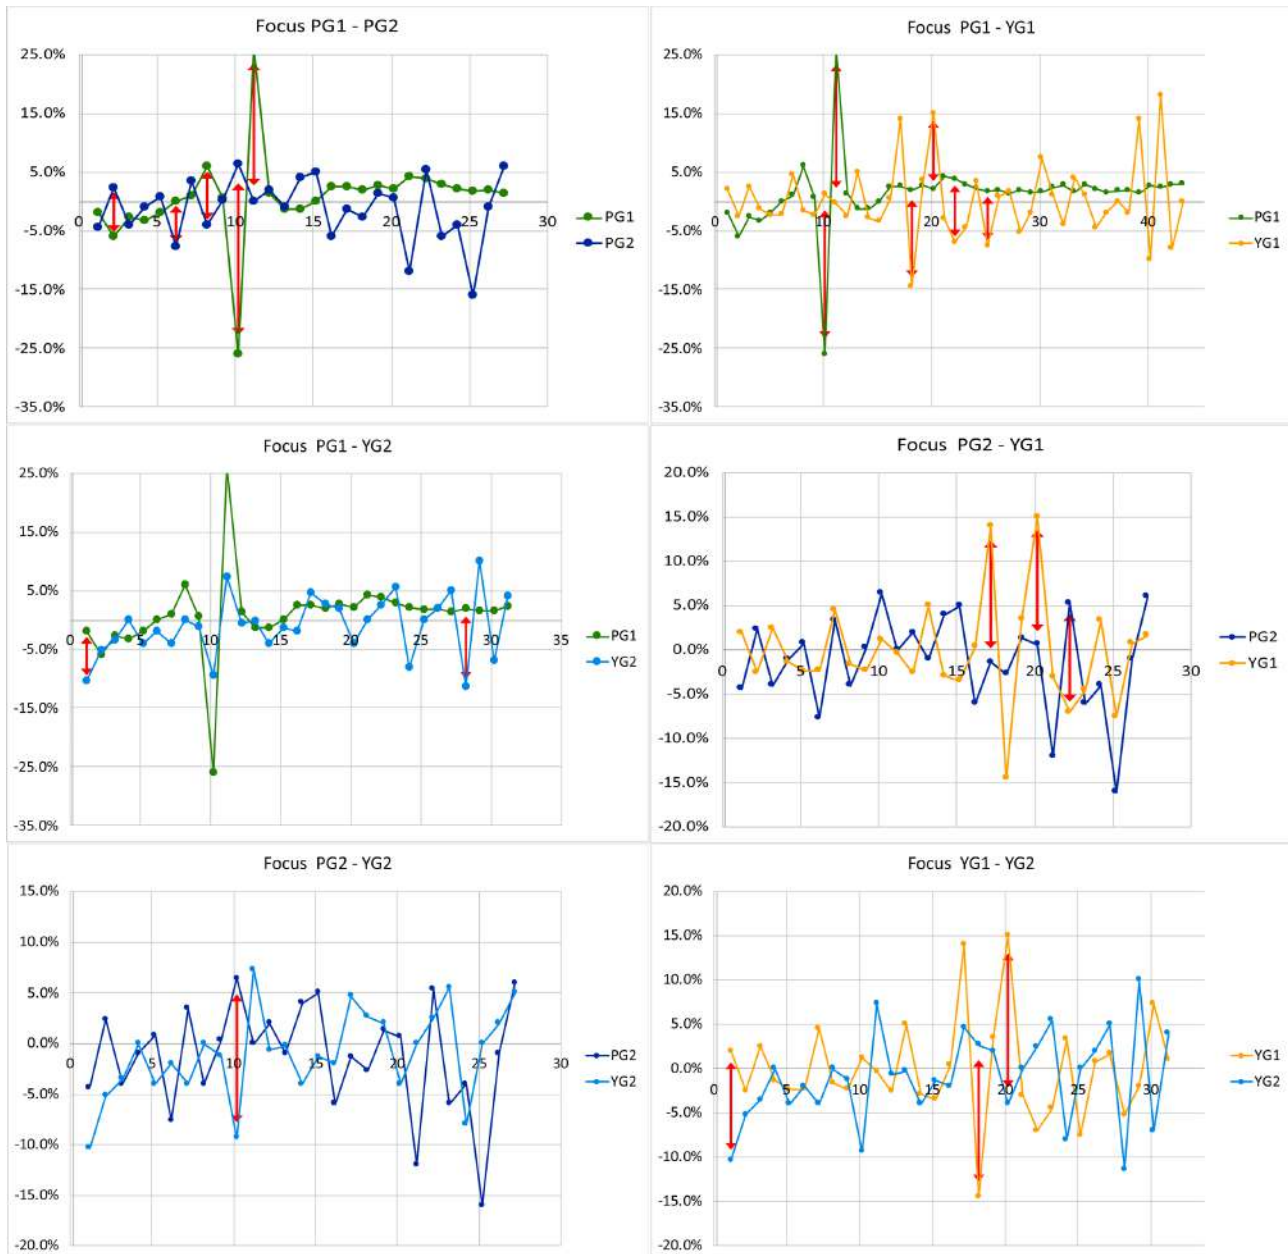 Focus PG1 - PG2
25.0%
15.0%
5.0%
-5.0%
-15.0%
-25.0%
-35.0%
0 5 10 15 20 25 30
PG1
PG2
Focus PG1 - YG1
25.0%
15.0%
5.0%
-5.0%
-15.0%
-25.0%
-35.0%
0 10 20 30 40
PG1
YG1
Focus PG1 - YG2
25.0%
15.0%
5.0%
-5.0%
-15.0%
-25.0%
-35.0%
0 5 10 15 20 25 30 35
PG1
YG2
Focus PG2 - YG1
20.0%
15.0%
10.0%
5.0%
0.0%
-5.0%
-10.0%
-15.0%
-20.0%
0 5 10 15 20 25 30
PG2
YG1
Focus PG2 - YG2
15.0%
10.0%
5.0%
0.0%
-5.0%
-10.0%
-15.0%
-20.0%
0 5 10 15 20 25 30
PG2
YG2
Focus YG1 - YG2
20.0%
15.0%
10.0%
5.0%
0.0%
-5.0%
-10.0%
-15.0%
-20.0%
0 5 10 15 20 25 30
YG1
YG2